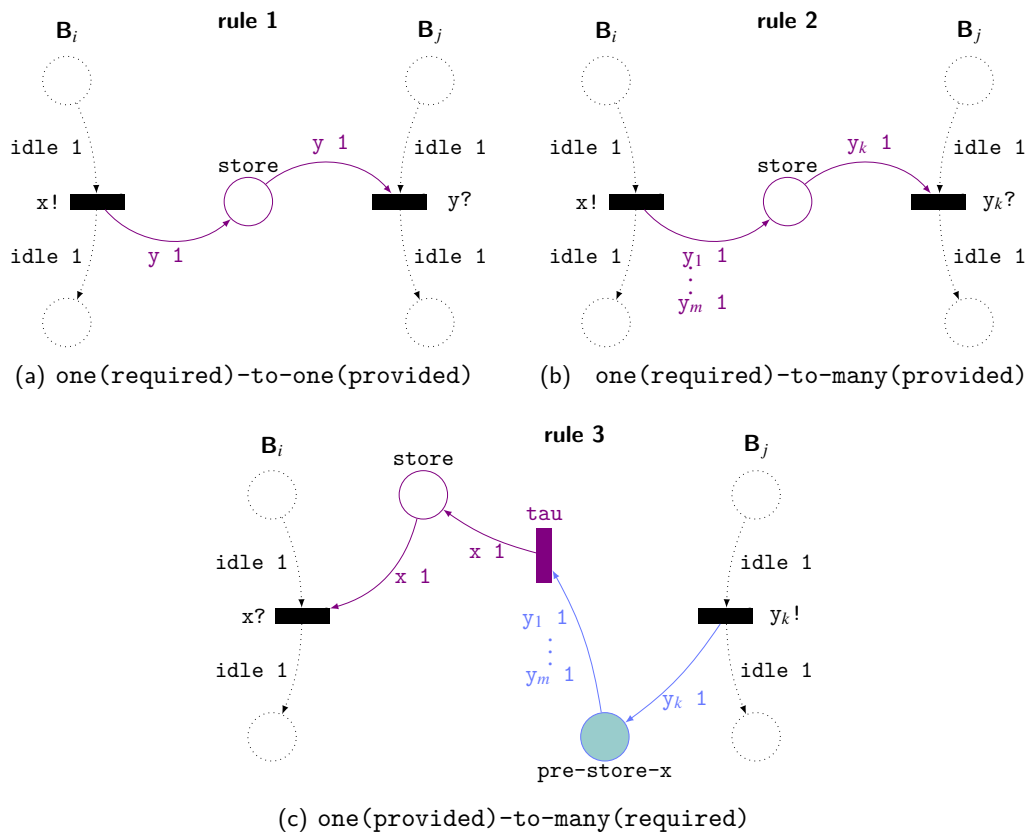 rule 1
B_i
B_j
idle 1
idle 1
y 1
store
x!
y?
y 1
idle 1
idle 1
(a) one(required)-to-one(provided)
rule 2
B_i
B_j
idle 1
idle 1
y_k 1
store
x!
y_k?
y_1 1
⋮
y_m 1
idle 1
idle 1
(b) one(required)-to-many(provided)
rule 3
B_i
B_j
store
tau
x 1
idle 1
idle 1
x 1
x?
y_k!
y_1 1
⋮
y_m 1
idle 1
idle 1
y_k 1
pre-store-x
(c) one(provided)-to-many(required)